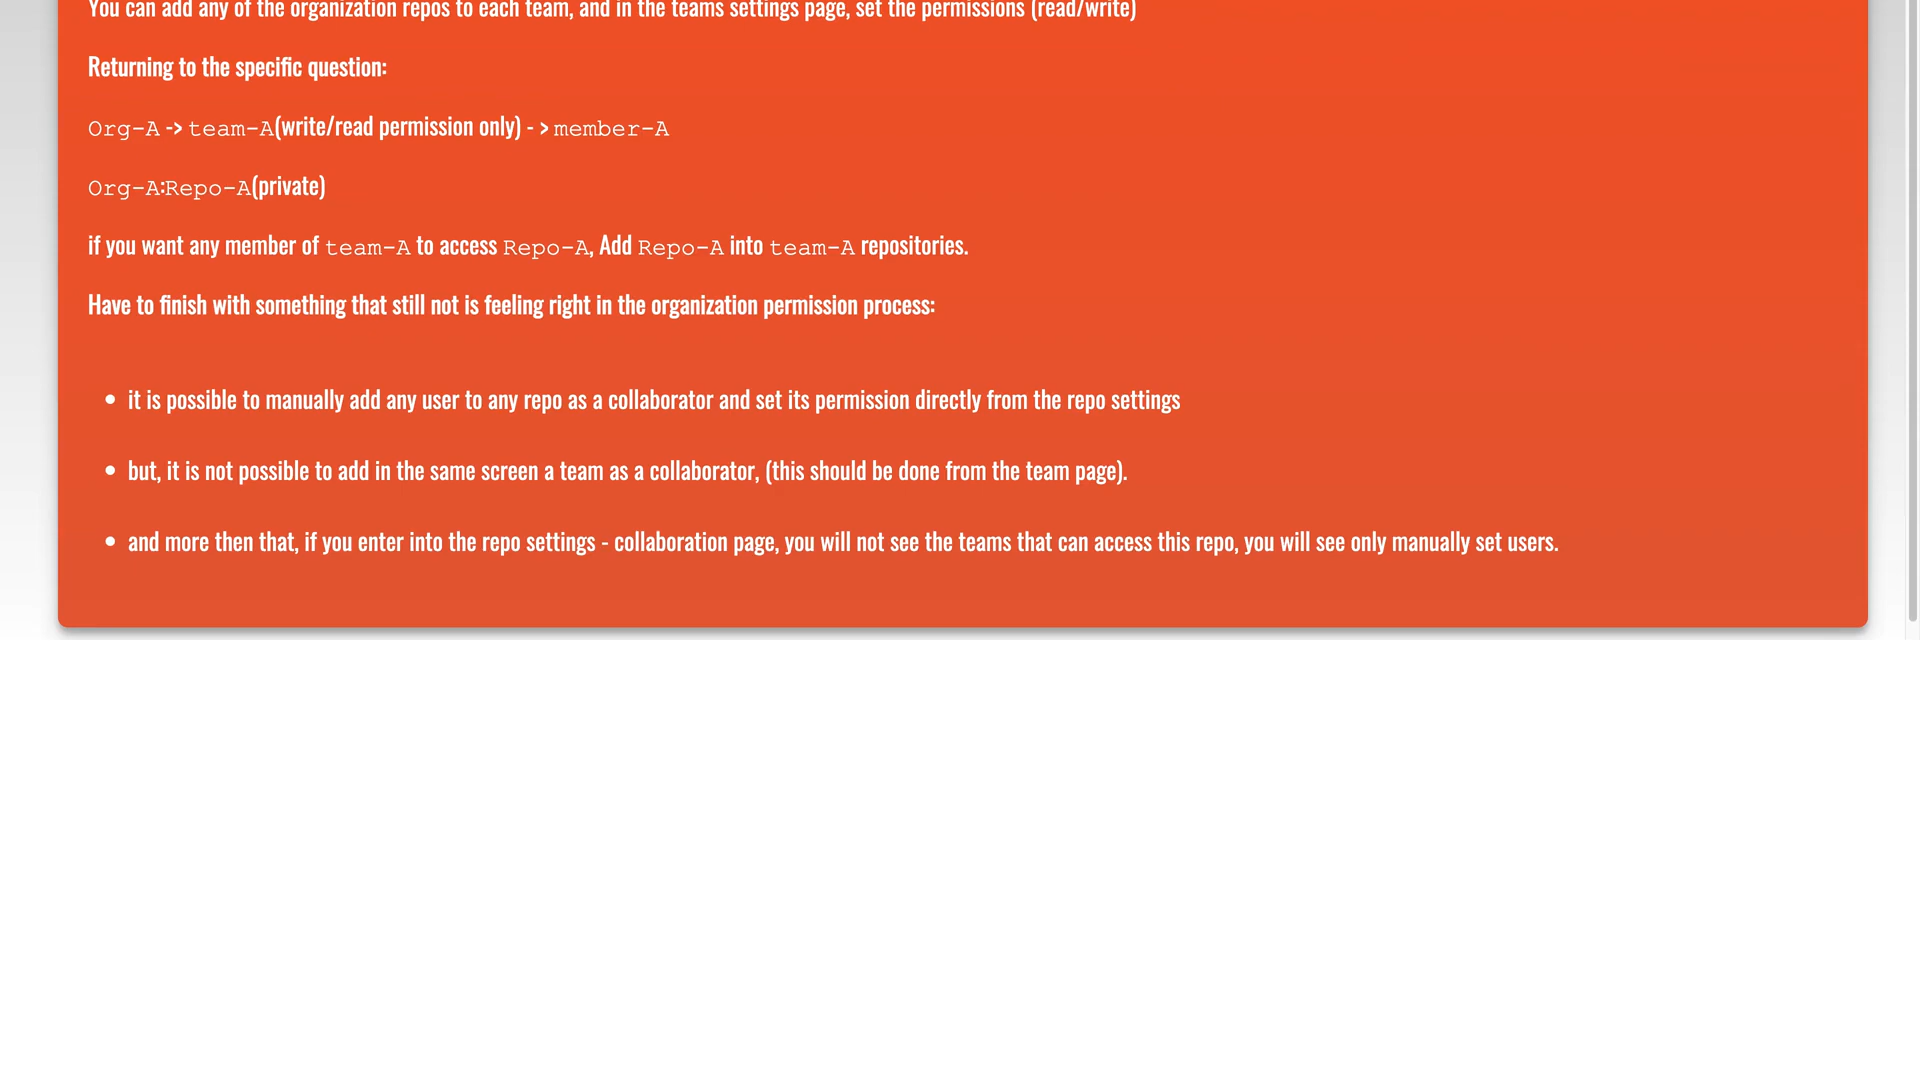 You can add any of the organization repos to each team, and in the teams settings page, set the permissions (read/write)
Returning to the specific question:
Org-A -> team-A(write/read permission only) - > member-A
Org-A:Repo-A(private)
if you want any member of team-A to access Repo-A, Add Repo-A into team-A repositories.
Have to finish with something that still not is feeling right in the organization permission process:
• it is possible to manually add any user to any repo as a collaborator and set its permission directly from the repo settings
• but, it is not possible to add in the same screen a team as a collaborator, (this should be done from the team page).
• and more then that, if you enter into the repo settings - collaboration page, you will not see the teams that can access this repo, you will see only manually set users.